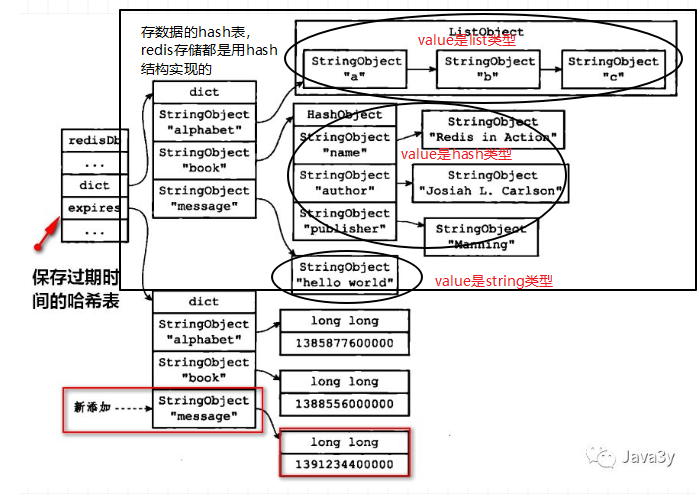 存数据的hash表，
redis存储都是用hash
结构实现的
ListObject
value是list类型
StringObject
"a"
StringObject
"b"
StringObject
"c"
dict
StringObject
"alphabet"
StringObject
"book"
StringObject
"message"
HashObject
StringObject
"name"
StringObject
"author"
StringObject
"publisher"
StringObject
"Redis in Action"
value是hash类型
StringObject
"Josiah L. Carlson"
StringObject
"Manning"
redisDb
...
dict
expires
...
保存过期时
间的哈希表
StringObject
"hello world"
value是string类型
dict
StringObject
"alphabet"
StringObject
"book"
新添加
StringObject
"message"
long long
1385877600000
long long
1388556000000
long long
1391234400000
Java3y